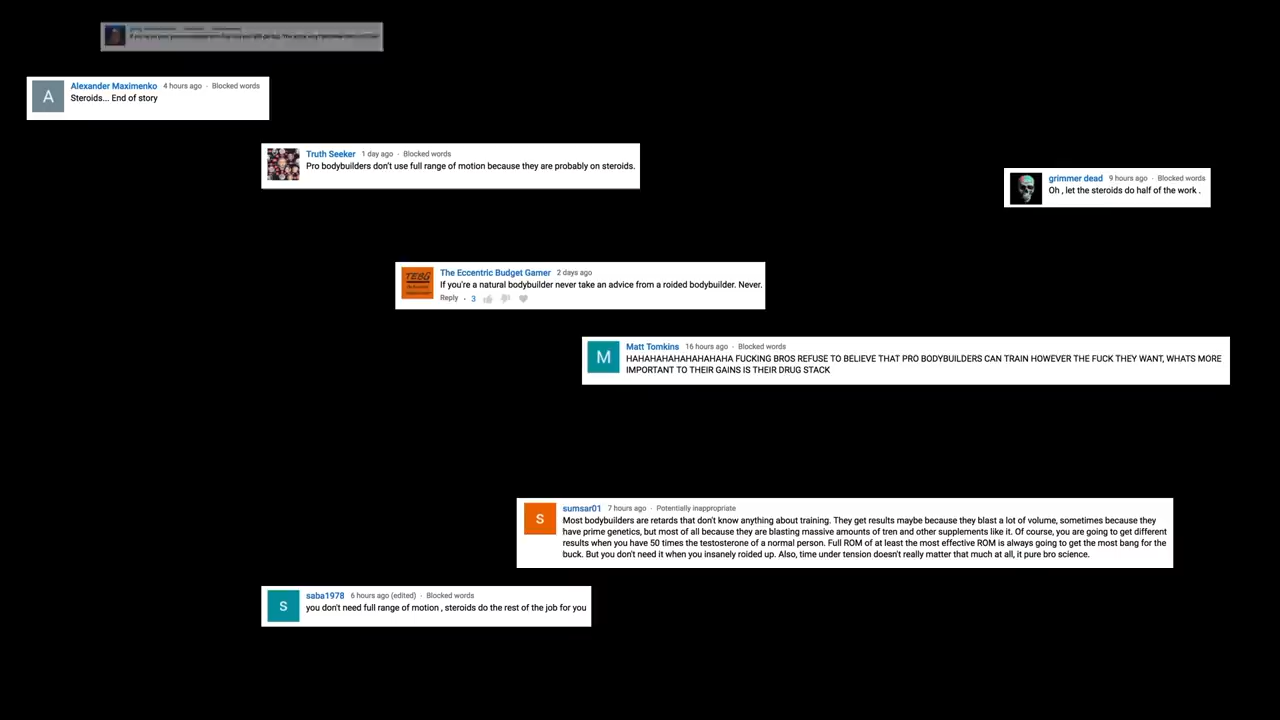 Alexander Maximenko 4 hours ago · Blocked words
Steroids... End of story
Truth Seeker 1 day ago · Blocked words
Pro bodybuilders don't use full range of motion because they are probably on steroids.
grimmer dead 9 hours ago · Blocked words
Oh , let the steroids do half of the work .
TEBG
The Eccentric Budget Gamer 2 days ago
If you're a natural bodybuilder never take an advice from a roided bodybuilder. Never.
Reply · 3
M
Matt Tomkins 16 hours ago · Blocked words
HAHAHAHAHAHAHAHA FUCKING BROS REFUSE TO BELIEVE THAT PRO BODYBUILDERS CAN TRAIN HOWEVER THE FUCK THEY WANT, WHATS MORE
IMPORTANT TO THEIR GAINS IS THEIR DRUG STACK
S
sumsar01 7 hours ago · Potentially inappropriate
Most bodybuilders are retards that don't know anything about training. They get results maybe because they blast a lot of volume, sometimes because they
have prime genetics, but most of all because they are blasting massive amounts of tren and other supplements like it. Of course, you are going to get different
results when you have 50 times the testosterone of a normal person. Full ROM of at least the most effective ROM is always going to get the most bang for the
buck. But you don't need it when you insanely roided up. Also, time under tension doesn't really matter that much at all, it pure bro science.
S
saba1978 6 hours ago (edited) · Blocked words
you don't need full range of motion , steroids do the rest of the job for you